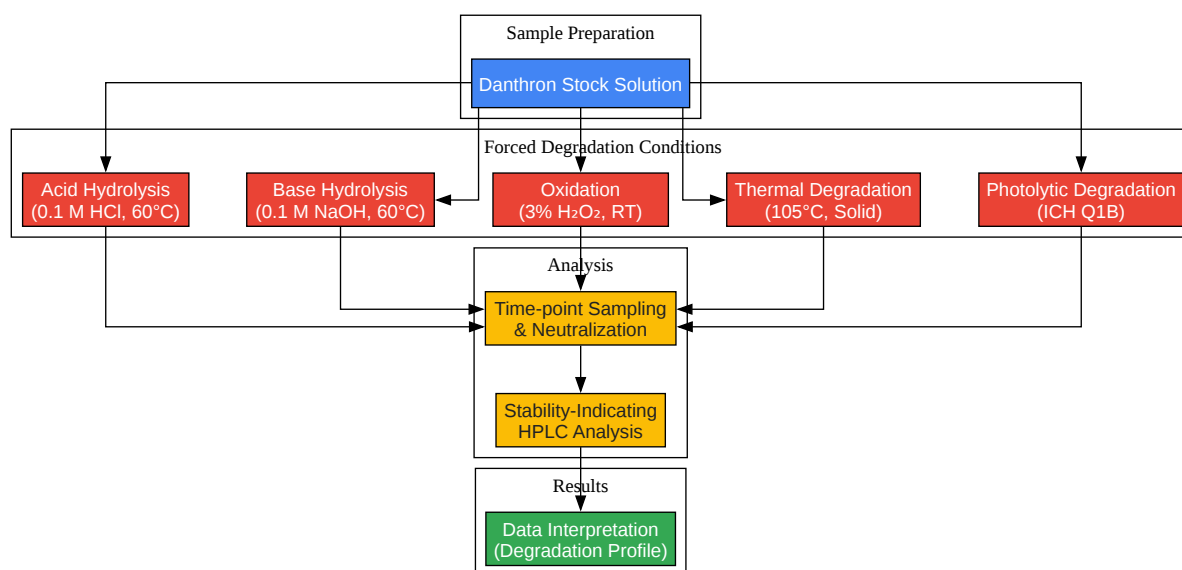 Sample Preparation
Danthron Stock Solution
Forced Degradation Conditions
Acid Hydrolysis
(0.1 M HCl, 60°C)
Base Hydrolysis
(0.1 M NaOH, 60°C)
Oxidation
(3% H₂O₂, RT)
Thermal Degradation
(105°C, Solid)
Photolytic Degradation
(ICH Q1B)
Analysis
Time-point Sampling
& Neutralization
Stability-Indicating
HPLC Analysis
Results
Data Interpretation
(Degradation Profile)